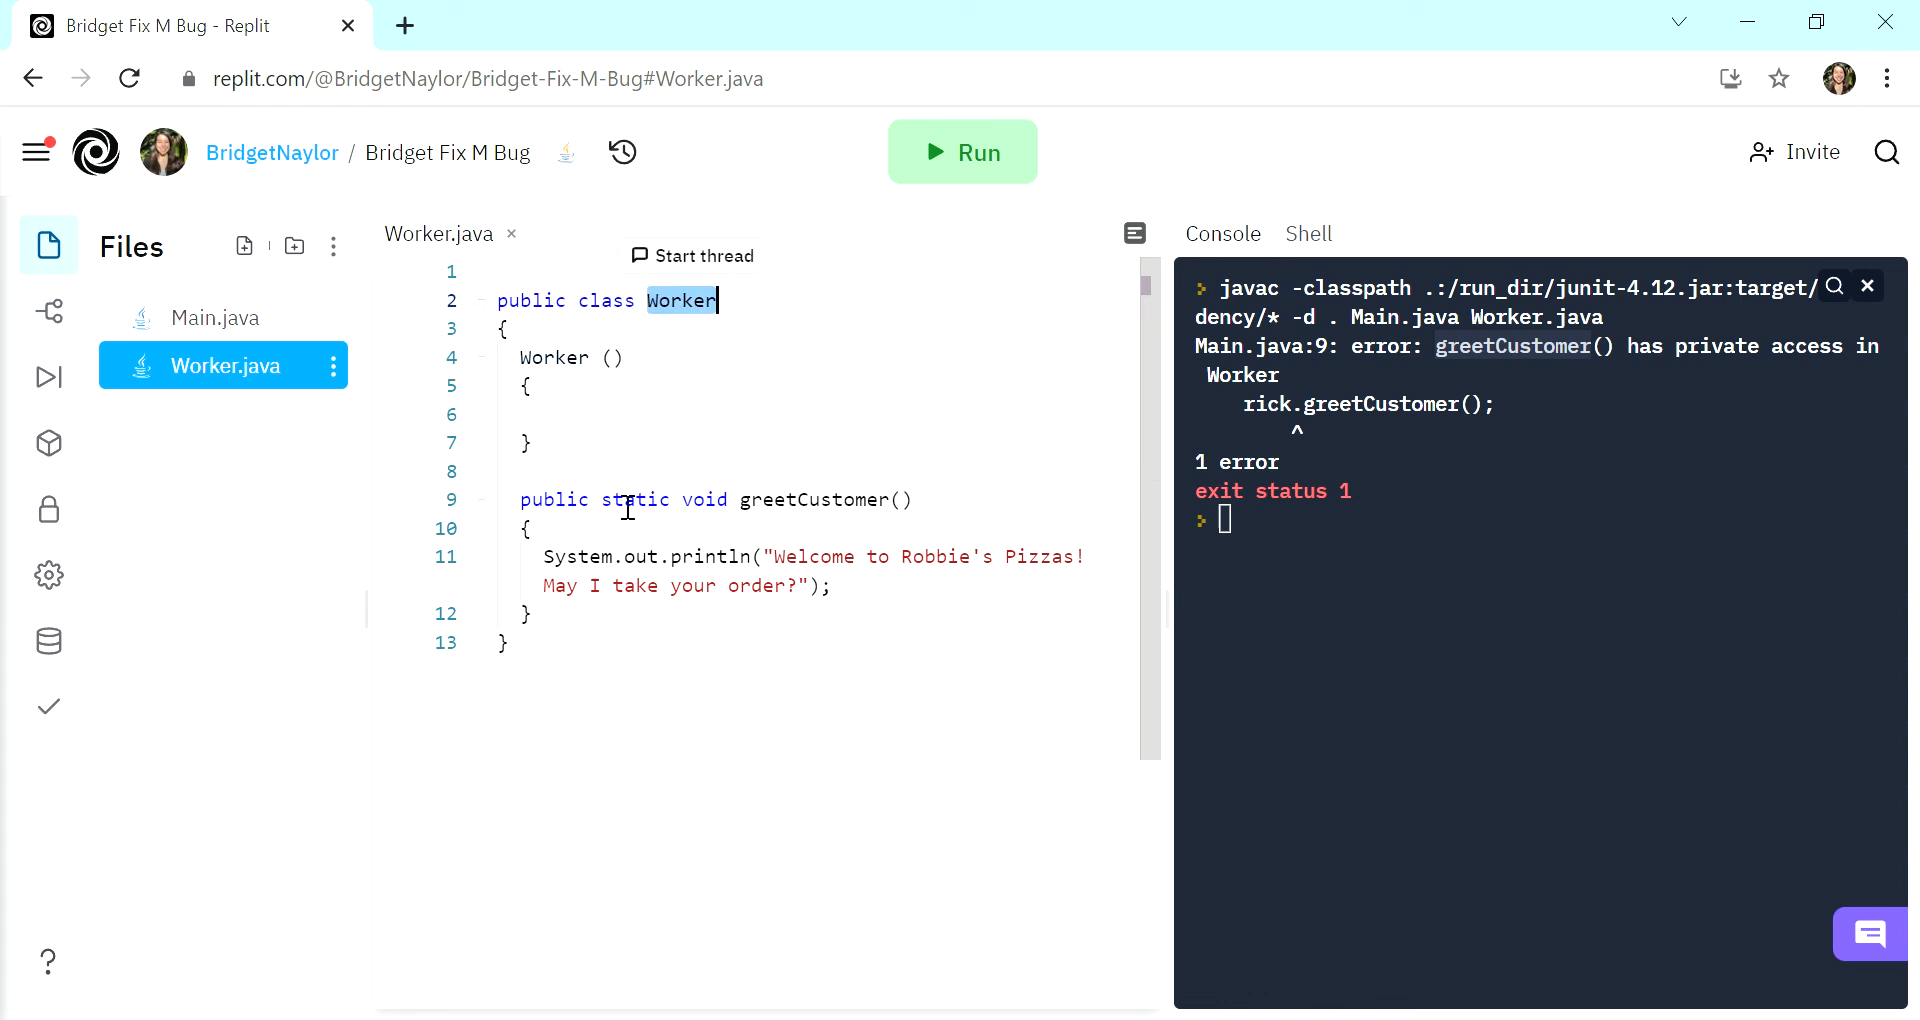 Bridget Fix M Bug - Replit
replit.com/@BridgetNaylor/Bridget-Fix-M-Bug#Worker.java
BridgetNaylor / Bridget Fix M Bug
Run
Invite
Files
Main.java
Worker.java
Worker.java
Start thread
1
2 public class Worker
3 {
4 Worker ()
5 {
6
7 }
8
9 public static void greetCustomer()
10 {
11 System.out.println("Welcome to Robbie's Pizzas!
May I take your order?");
12 }
13 }
Console Shell
> javac -classpath .:/run_dir/junit-4.12.jar:target/
dency/* -d . Main.java Worker.java
Main.java:9: error: greetCustomer() has private access in
Worker
rick.greetCustomer();
^
1 error
exit status 1
>